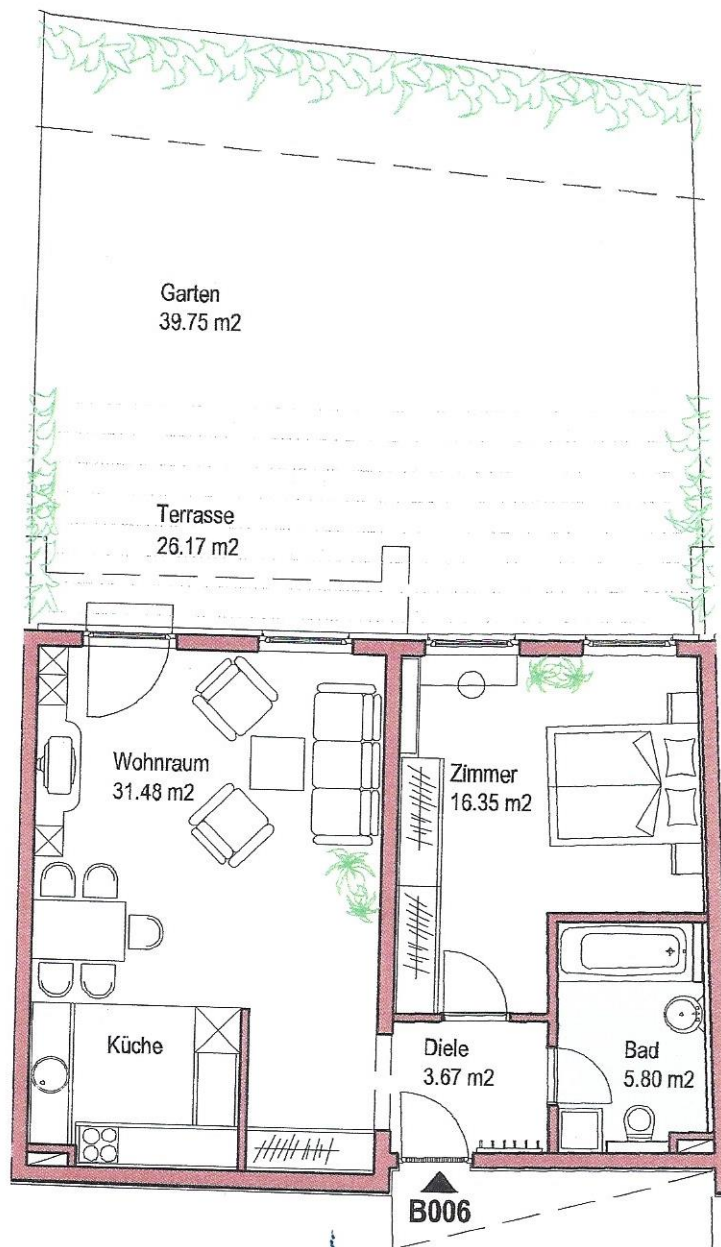 Garten
39.75 m2
Terrasse
26.17 m2
Wohnraum
31.48 m2
Zimmer
16.35 m2
Küche
Diele
3.67 m2
Bad
5.80 m2
B006